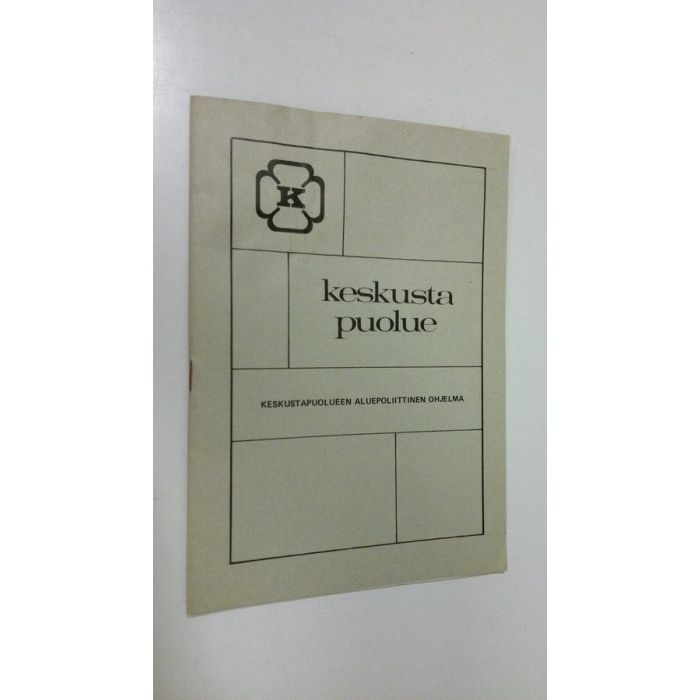 K
keskusta
puolue
KESKUSTAPUOLUEEN ALUEPOLIITTINEN OHJELMA